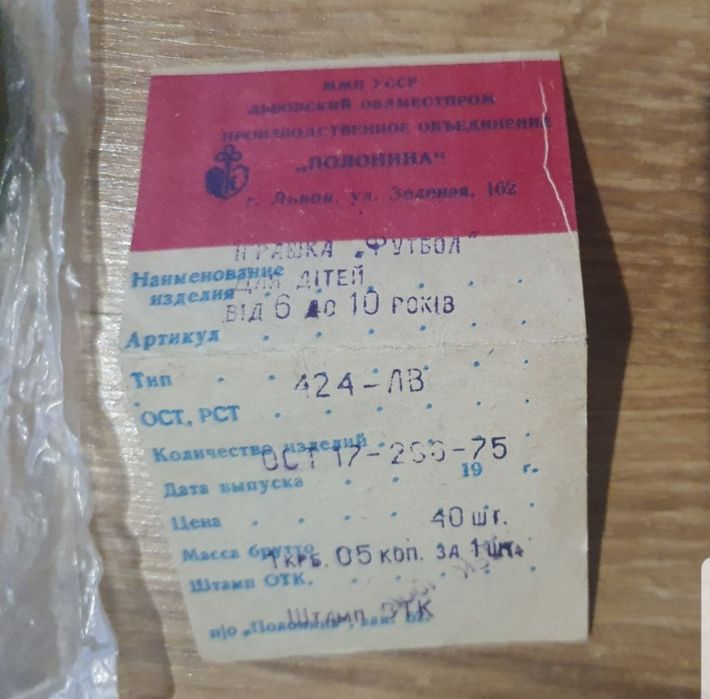 ММП УССР
ЛЬВОВСКИЙ ОБЛМЕСТПРОМ
ПРОИЗВОДСТВЕННОЕ ОБЪЕДИНЕНИЕ
„ПОЛОНИНА“
г. Львов, ул. Зеленая, 162
ІГРАШКА „ФУТБОЛ"
Наименование ДЛЯ ДІТЕЙ
изделия
ВІД 6 ДО 10 РОКІВ
Артикул
Тип 424-ЛВ
ОСТ, РСТ
Количество изделий
ОСТ 17-
-75
Дата выпуска 19 г.
Цена 40 шт.
Масса брутто
1 КРБ. 05 КОП. ЗА 1 ШТ.
Штамп ОТК.
Штамп ВТК
п/о „Полонина“,